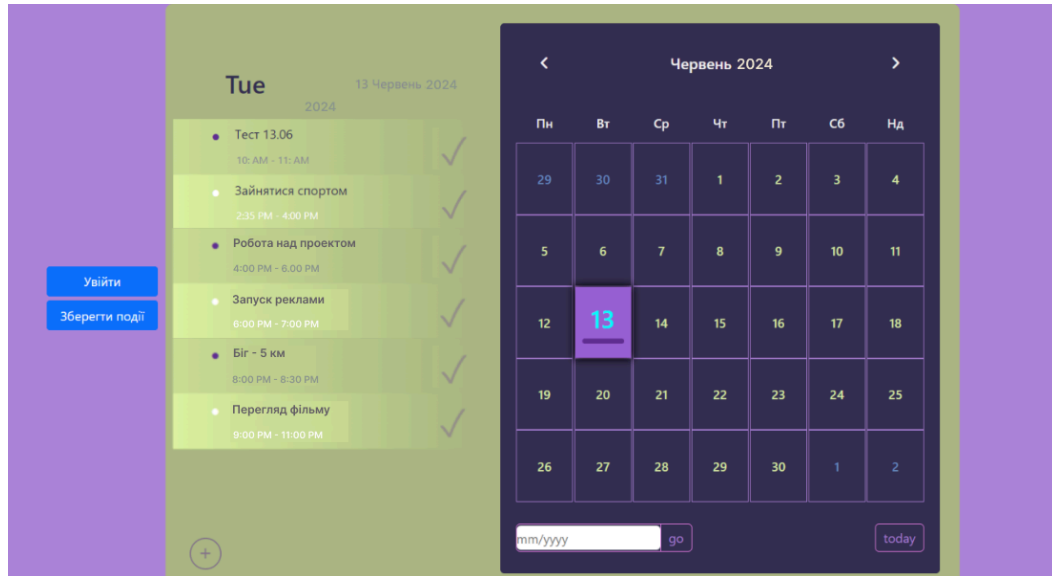 Увійти
Зберегти події
Tue
13 Червень 2024
2024
Тест 13.06
10: AM - 11: AM
Зайнятися спортом
2:35 PM - 4:00 PM
Робота над проектом
4:00 PM - 6.00 PM
Запуск реклами
6:00 PM - 7:00 PM
Біг - 5 км
8:00 PM - 8:30 PM
Перегляд фільму
9:00 PM - 11:00 PM
+
Червень 2024
Пн Вт Ср Чт Пт Сб Нд
29 30 31 1 2 3 4
5 6 7 8 9 10 11
12 13 14 15 16 17 18
19 20 21 22 23 24 25
26 27 28 29 30 1 2
mm/yyyy go today